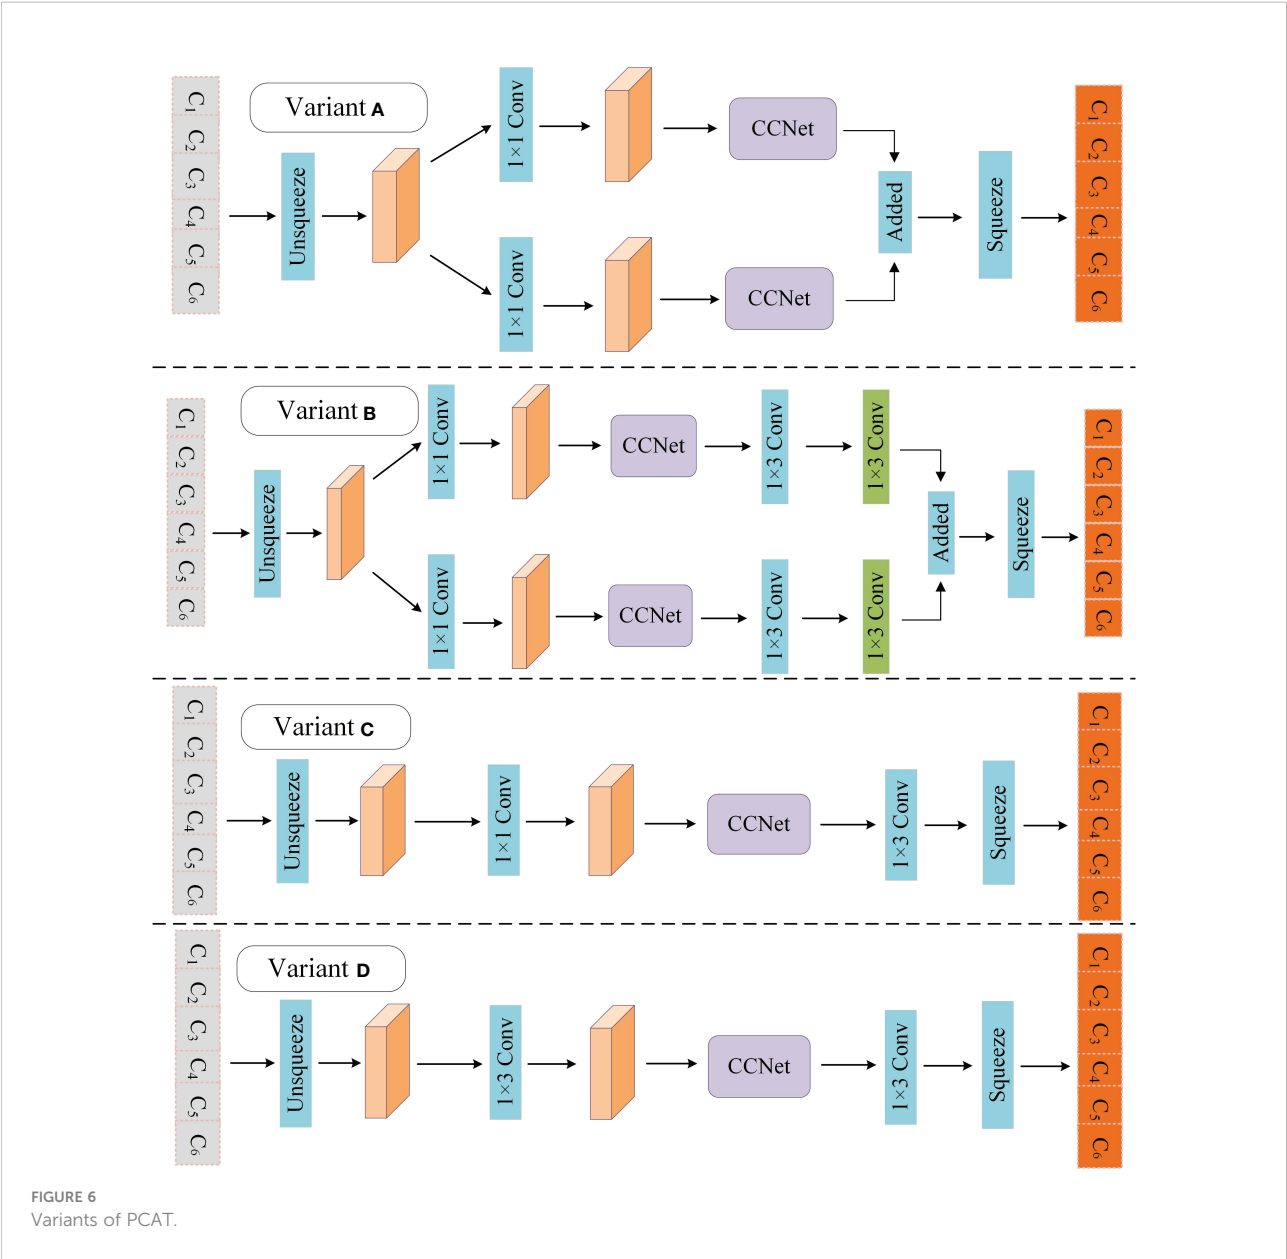 Variant A
C1
C2
C3
C4
C5
C6
Unsqueeze
1×1 Conv
CCNet
1×1 Conv
CCNet
Added
Squeeze
C1
C2
C3
C4
C5
C6
Variant B
C1
C2
C3
C4
C5
C6
Unsqueeze
1×1 Conv
CCNet
1×3 Conv
1×3 Conv
1×1 Conv
CCNet
1×3 Conv
1×3 Conv
Added
Squeeze
C1
C2
C3
C4
C5
C6
Variant C
C1
C2
C3
C4
C5
C6
Unsqueeze
1×1 Conv
CCNet
1×3 Conv
Squeeze
C1
C2
C3
C4
C5
C6
Variant D
C1
C2
C3
C4
C5
C6
Unsqueeze
1×3 Conv
CCNet
1×3 Conv
Squeeze
C1
C2
C3
C4
C5
C6
FIGURE 6
Variants of PCAT.